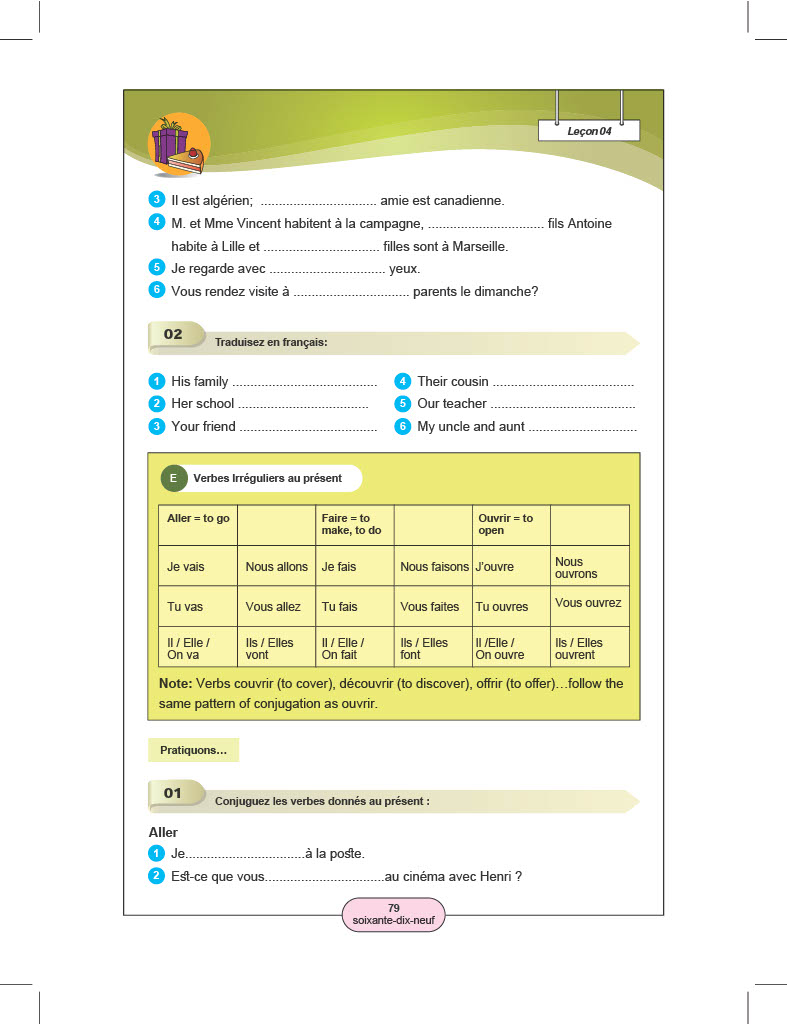 Leçon 04
3 Il est algérien; ................................ amie est canadienne.
4 M. et Mme Vincent habitent à la campagne, ................................ fils Antoine
habite à Lille et ................................ filles sont à Marseille.
5 Je regarde avec ................................ yeux.
6 Vous rendez visite à ................................ parents le dimanche?
02 Traduisez en français:
1 His family ........................................
4 Their cousin .......................................
2 Her school ....................................
5 Our teacher ........................................
3 Your friend ......................................
6 My uncle and aunt ..............................
E Verbes Irréguliers au présent
Aller = to go
Faire = to make, to do
Ouvrir = to open
Je vais Nous allons Je fais Nous faisons J'ouvre Nous ouvrons
Tu vas Vous allez Tu fais Vous faites Tu ouvres Vous ouvrez
Il / Elle / On va Ils / Elles vont Il / Elle / On fait Ils / Elles font Il /Elle / On ouvre Ils / Elles ouvrent
Note: Verbs couvrir (to cover), découvrir (to discover), offrir (to offer)…follow the
same pattern of conjugation as ouvrir.
Pratiquons…
01 Conjuguez les verbes donnés au présent :
Aller
1 Je.................................à la poste.
2 Est-ce que vous.................................au cinéma avec Henri ?
79
soixante-dix-neuf